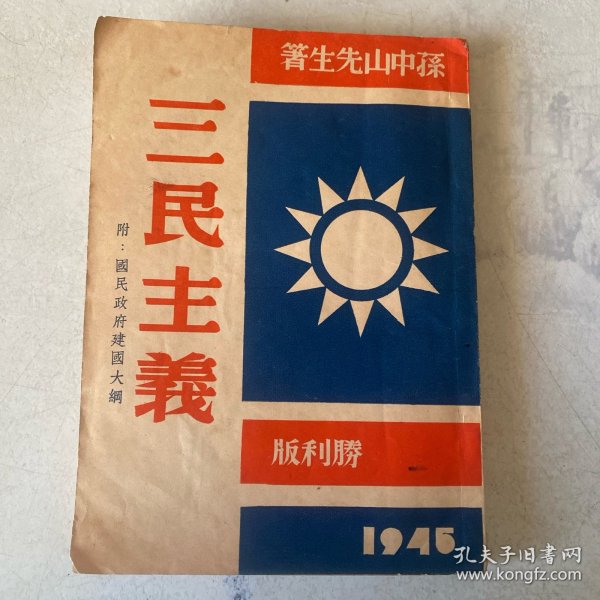 孫中山先生著
三民主義
附：國民政府建國大綱
勝利版
1945
孔夫子旧书网
www.kongfz.com